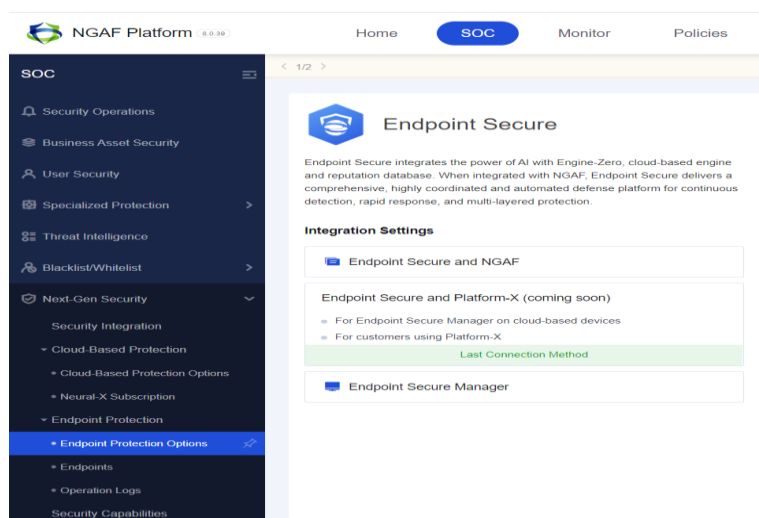 NGAF Platform 8.0.39
Home SOC Monitor Policies
SOC
< 1/2 >
Security Operations
Business Asset Security
User Security
Specialized Protection >
Threat Intelligence
Blacklist/Whitelist >
Next-Gen Security
Security Integration
Cloud-Based Protection
Cloud-Based Protection Options
Neural-X Subscription
Endpoint Protection
Endpoint Protection Options
Endpoints
Operation Logs
Security Capabilities
Endpoint Secure
Endpoint Secure integrates the power of AI with Engine-Zero, cloud-based engine
and reputation database. When integrated with NGAF, Endpoint Secure delivers a
comprehensive, highly coordinated and automated defense platform for continuous
detection, rapid response, and multi-layered protection.
Integration Settings
Endpoint Secure and NGAF
Endpoint Secure and Platform-X (coming soon)
For Endpoint Secure Manager on cloud-based devices
For customers using Platform-X
Last Connection Method
Endpoint Secure Manager